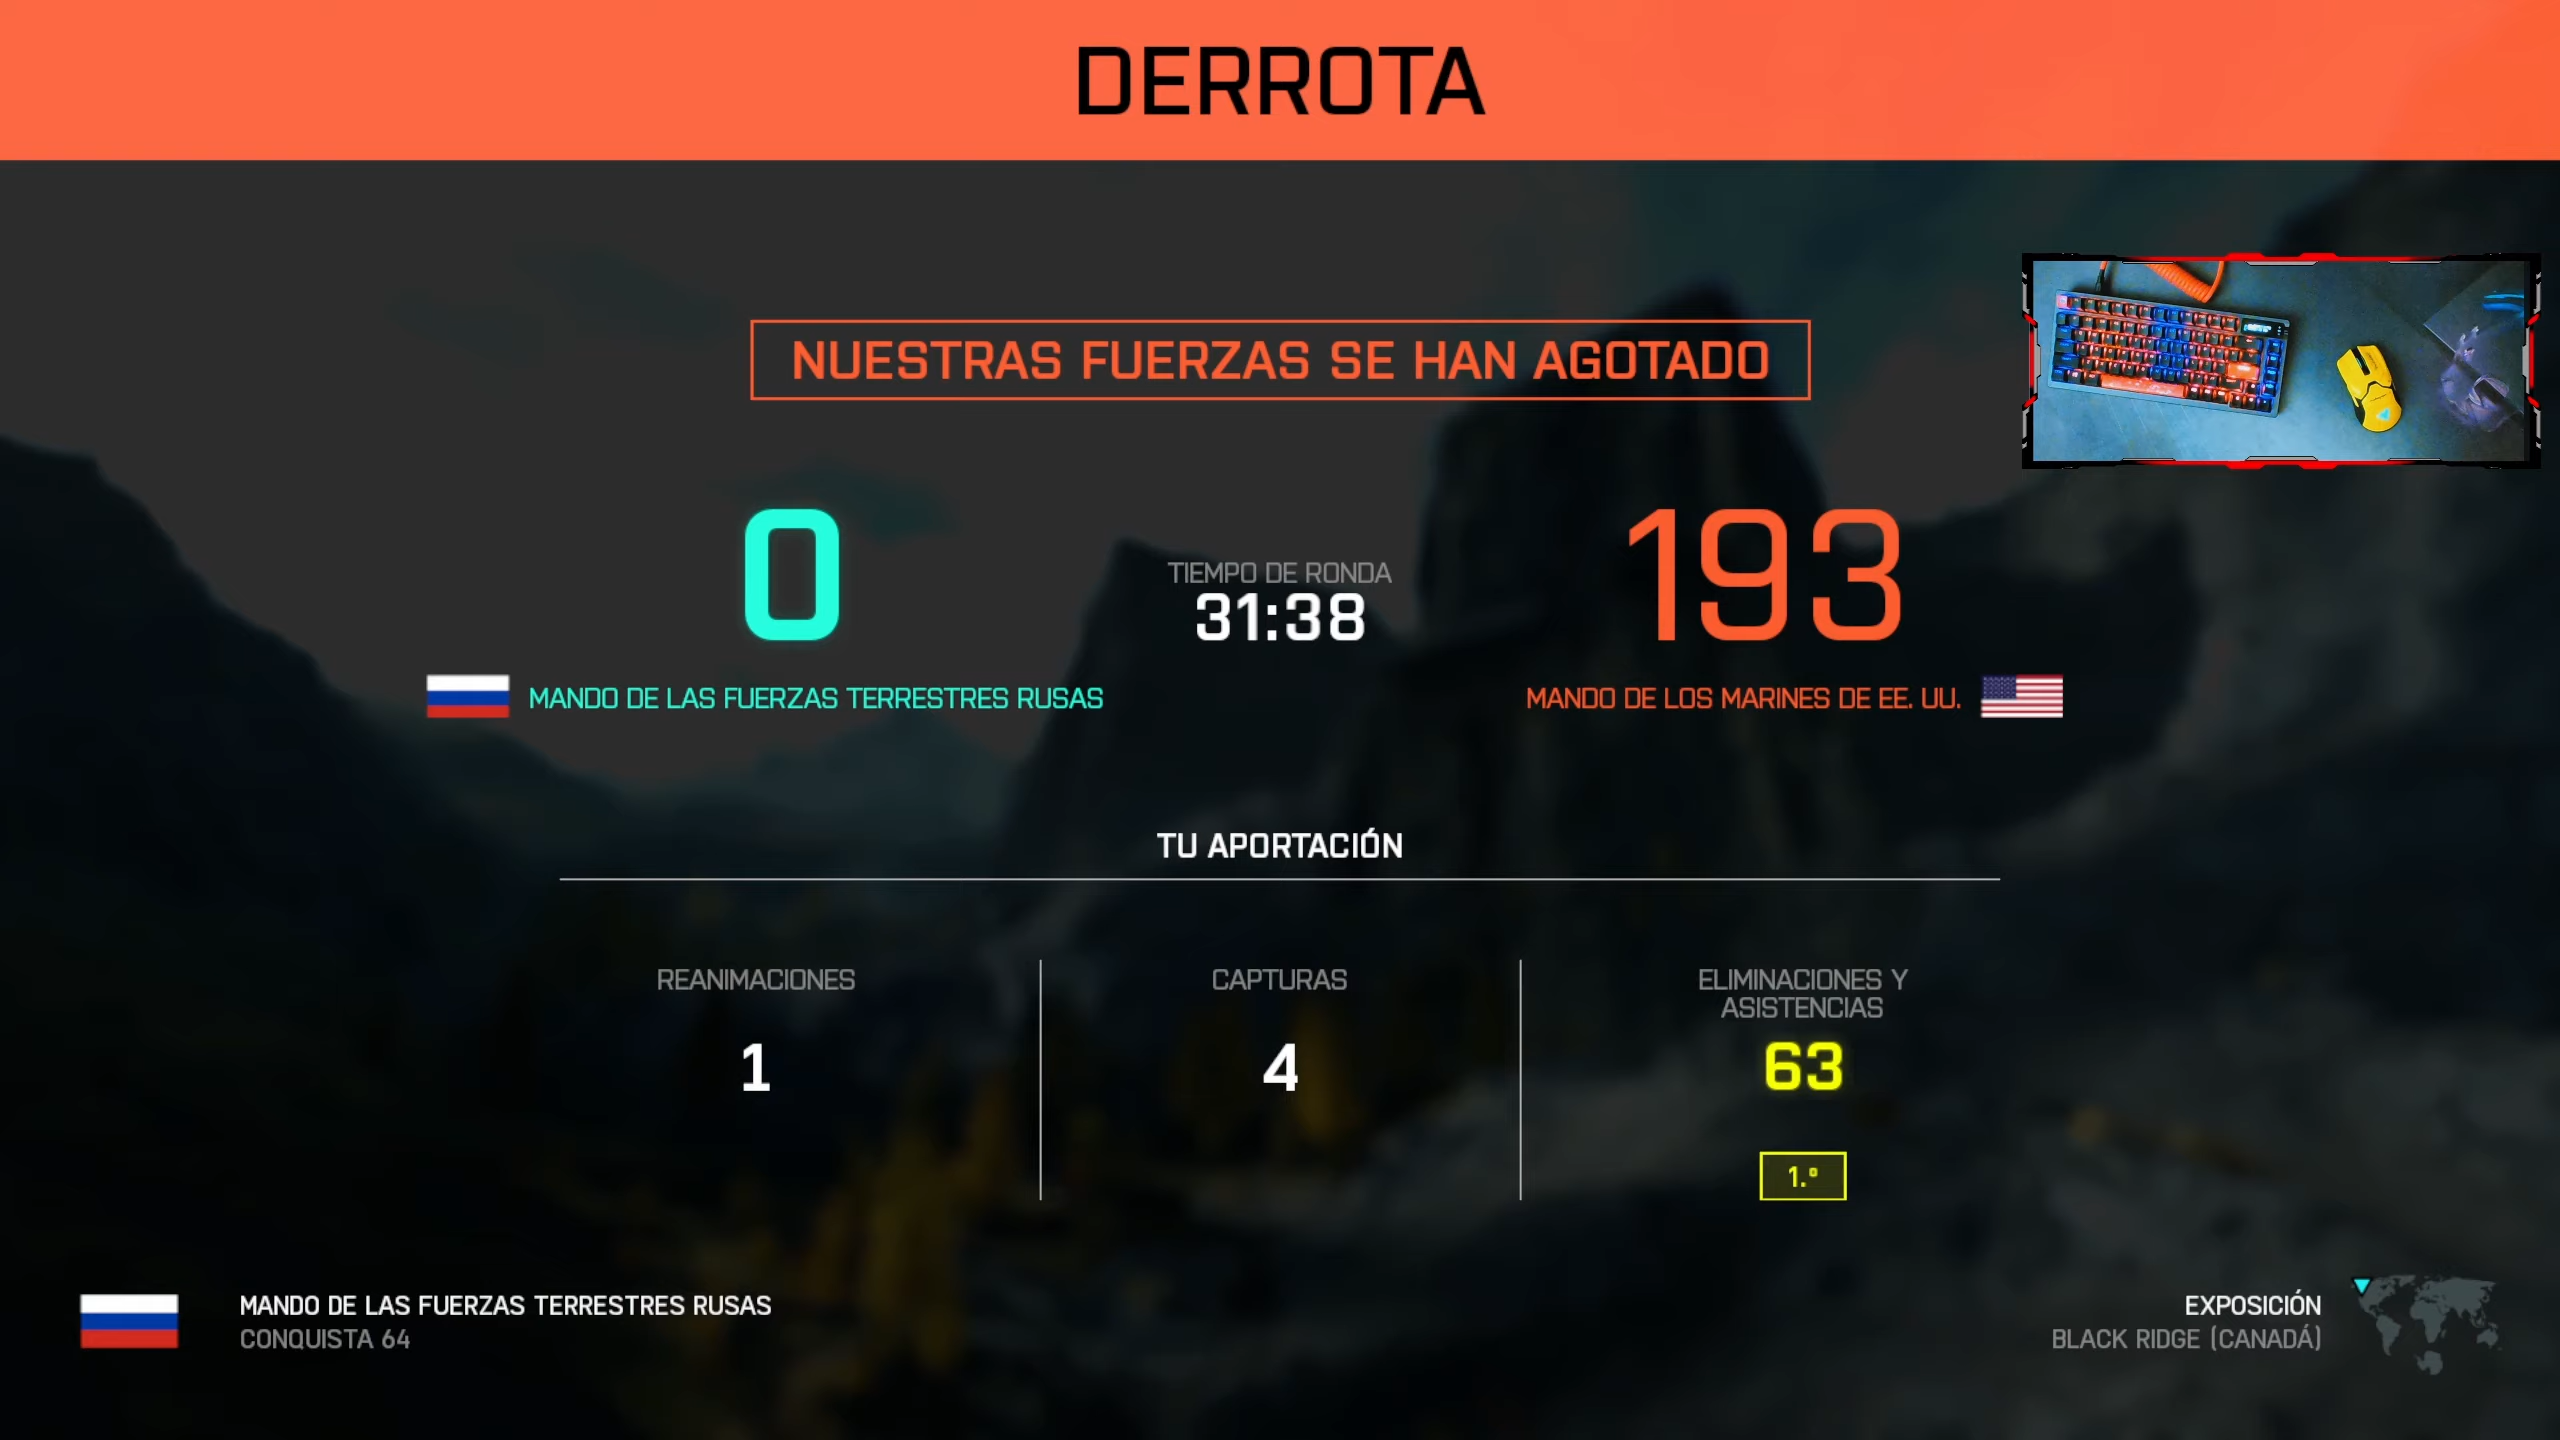 DERROTA
NUESTRAS FUERZAS SE HAN AGOTADO
0
TIEMPO DE RONDA
31:38
193
MANDO DE LAS FUERZAS TERRESTRES RUSAS
MANDO DE LOS MARINES DE EE. UU.
TU APORTACIÓN
REANIMACIONES
1
CAPTURAS
4
ELIMINACIONES Y
ASISTENCIAS
63
1.º
MANDO DE LAS FUERZAS TERRESTRES RUSAS
CONQUISTA 64
EXPOSICIÓN
BLACK RIDGE (CANADÁ)